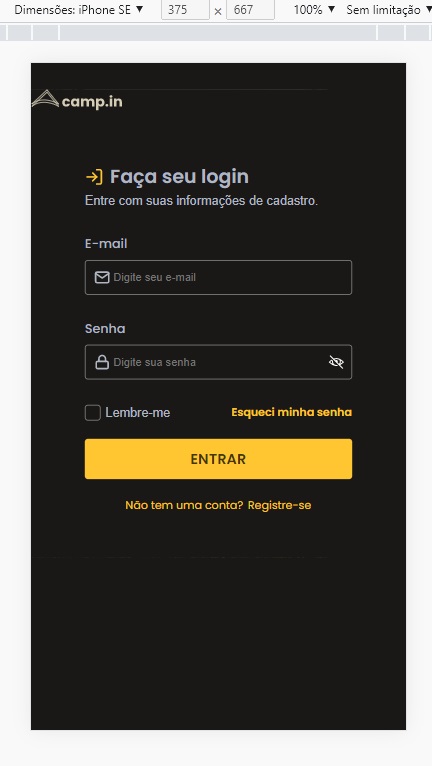 Dimensões: iPhone SE ▼ 375 × 667 100% ▼ Sem limitação ▼
camp.in
Faça seu login
Entre com suas informações de cadastro.
E-mail
Digite seu e-mail
Senha
Digite sua senha
Lembre-me Esqueci minha senha
ENTRAR
Não tem uma conta? Registre-se